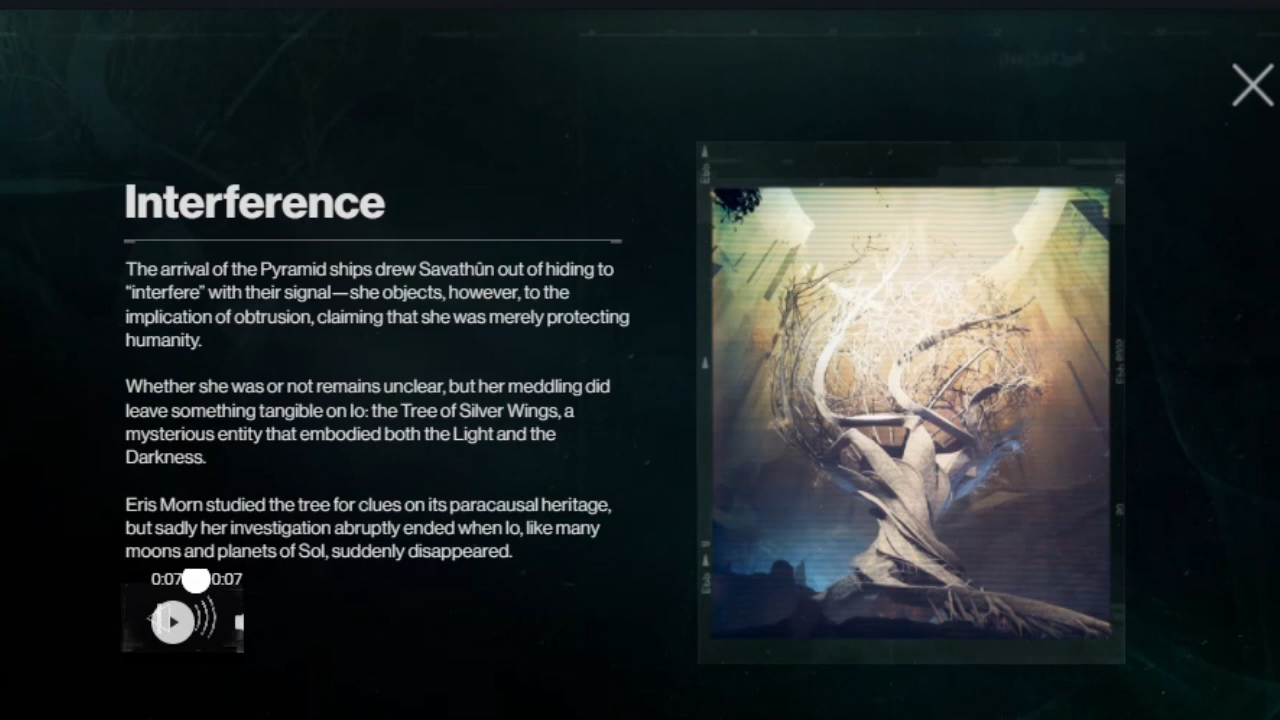 Interference
The arrival of the Pyramid ships drew Savathûn out of hiding to
“interfere” with their signal—she objects, however, to the
implication of obtrusion, claiming that she was merely protecting
humanity.
Whether she was or not remains unclear, but her meddling did
leave something tangible on Io: the Tree of Silver Wings, a
mysterious entity that embodied both the Light and the
Darkness.
Eris Morn studied the tree for clues on its paracausal heritage,
but sadly her investigation abruptly ended when Io, like many
moons and planets of Sol, suddenly disappeared.
0:07 0:07